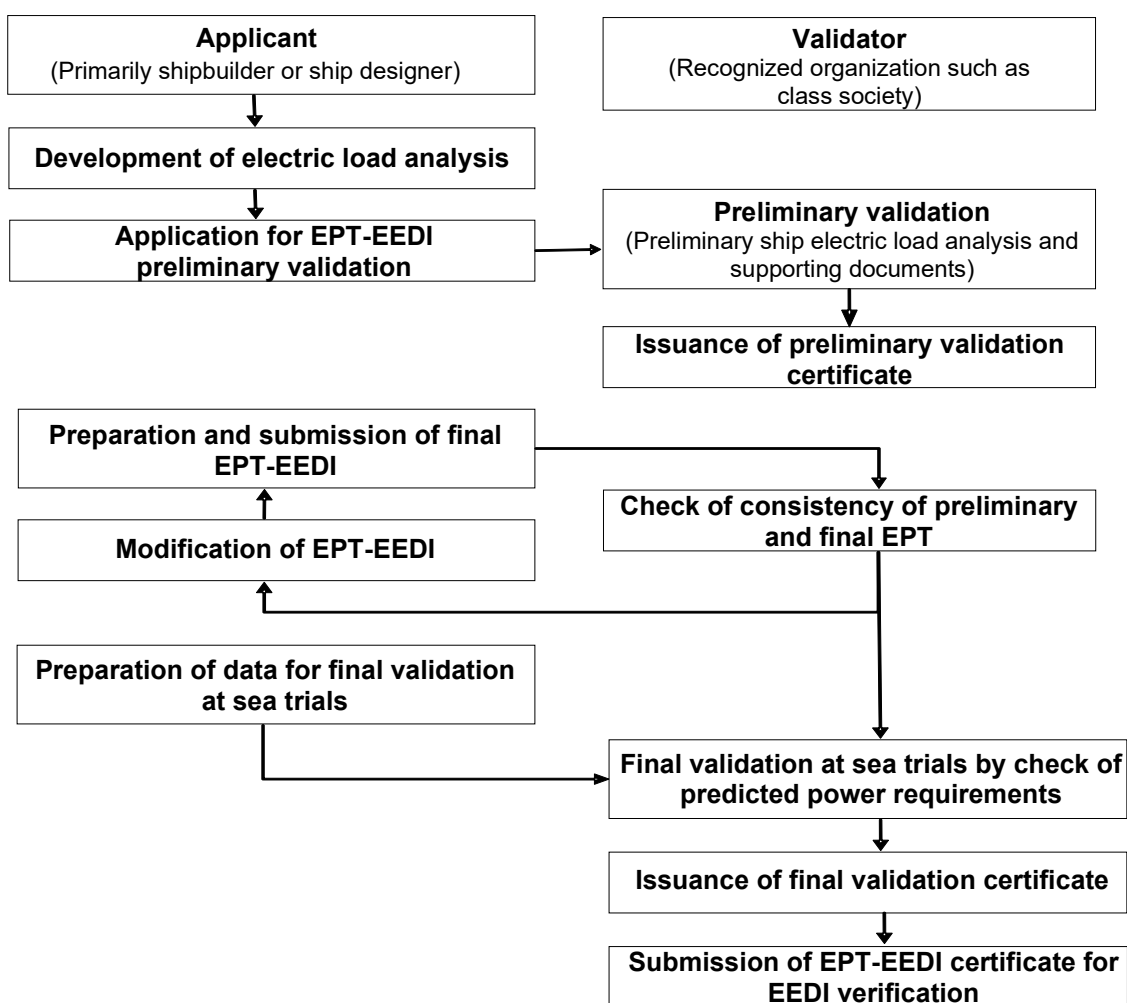 Applicant
(Primarily shipbuilder or ship designer)
Validator
(Recognized organization such as
class society)
Development of electric load analysis
Application for EPT-EEDI
preliminary validation
Preliminary validation
(Preliminary ship electric load analysis and
supporting documents)
Issuance of preliminary validation
certificate
Preparation and submission of final
EPT-EEDI
Check of consistency of preliminary
and final EPT
Modification of EPT-EEDI
Preparation of data for final validation
at sea trials
Final validation at sea trials by check of
predicted power requirements
Issuance of final validation certificate
Submission of EPT-EEDI certificate for
EEDI verification